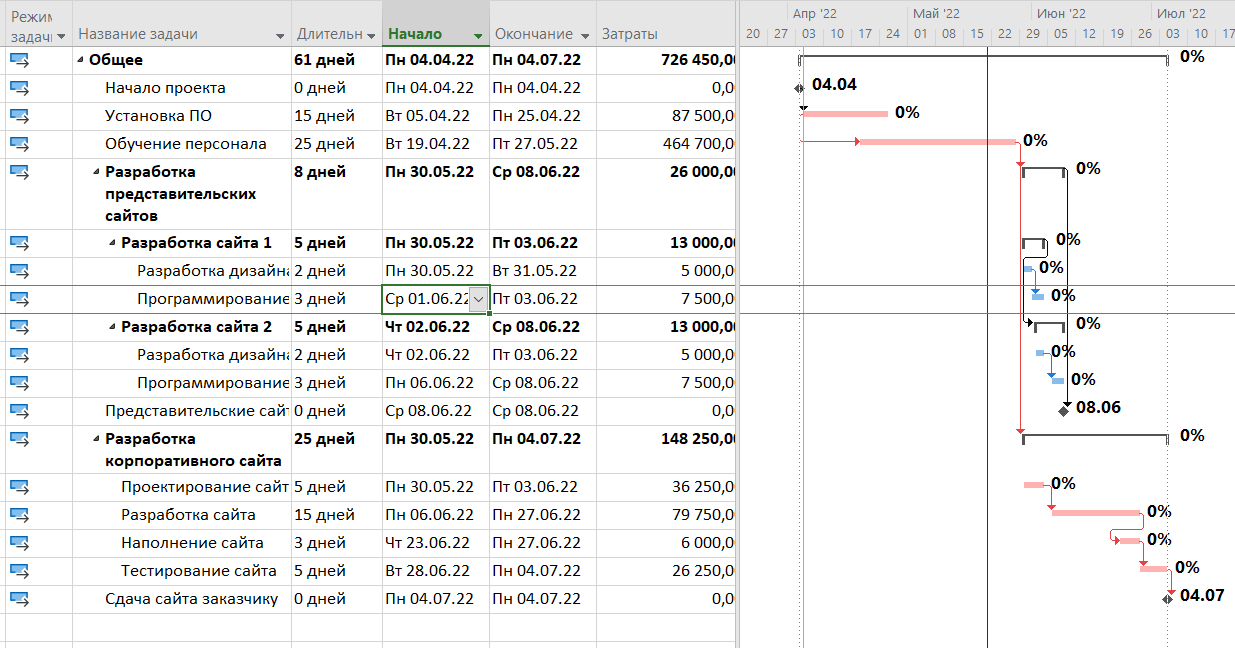 Режим задачи Название задачи Длительн Начало Окончание Затраты
Апр '22 Май '22 Июн '22 Июл '22
20 27 03 10 17 24 01 08 15 22 29 05 12 19 26 03 10 17
Общее 61 дней Пн 04.04.22 Пн 04.07.22 726 450,0 0%
Начало проекта 0 дней Пн 04.04.22 Пн 04.04.22 0,0 04.04
Установка ПО 15 дней Вт 05.04.22 Пн 25.04.22 87 500,0 0%
Обучение персонала 25 дней Вт 19.04.22 Пт 27.05.22 464 700,0 0%
Разработка 8 дней Пн 30.05.22 Ср 08.06.22 26 000,0 0%
представительских
сайтов
Разработка сайта 1 5 дней Пн 30.05.22 Пт 03.06.22 13 000,0 0%
Разработка дизайна 2 дней Пн 30.05.22 Вт 31.05.22 5 000,0 0%
Программирование 3 дней Ср 01.06.22 Пт 03.06.22 7 500,0 0%
Разработка сайта 2 5 дней Чт 02.06.22 Ср 08.06.22 13 000,0 0%
Разработка дизайна 2 дней Чт 02.06.22 Пт 03.06.22 5 000,0 0%
Программирование 3 дней Пн 06.06.22 Ср 08.06.22 7 500,0 0%
Представительские сайт 0 дней Ср 08.06.22 Ср 08.06.22 0,0 08.06
Разработка 25 дней Пн 30.05.22 Пн 04.07.22 148 250,0 0%
корпоративного сайта
Проектирование сайт 5 дней Пн 30.05.22 Пт 03.06.22 36 250,0 0%
Разработка сайта 15 дней Пн 06.06.22 Пн 27.06.22 79 750,0 0%
Наполнение сайта 3 дней Чт 23.06.22 Пн 27.06.22 6 000,0 0%
Тестирование сайта 5 дней Вт 28.06.22 Пн 04.07.22 26 250,0 0%
Сдача сайта заказчику 0 дней Пн 04.07.22 Пн 04.07.22 0,0 04.07